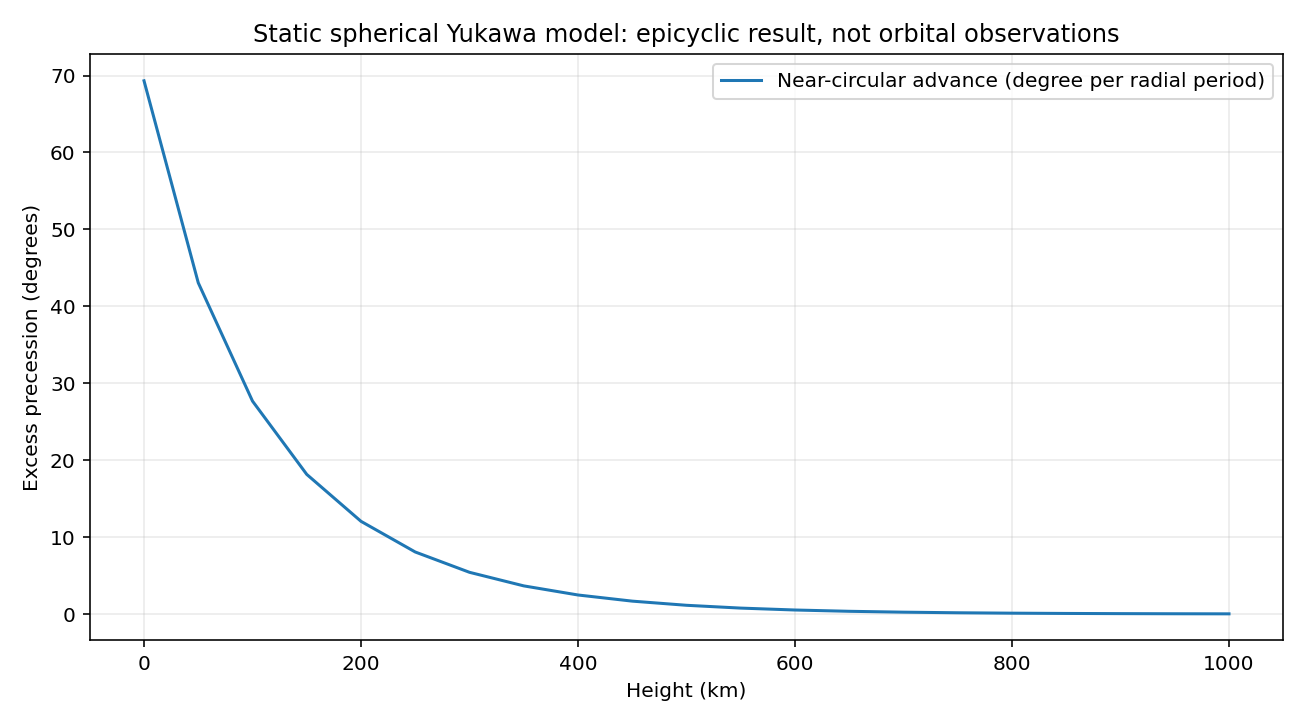 Static spherical Yukawa model: epicyclic result, not orbital observations
Near-circular advance (degree per radial period)
Excess precession (degrees)
70
60
50
40
30
20
10
0
0 200 400 600 800 1000
Height (km)